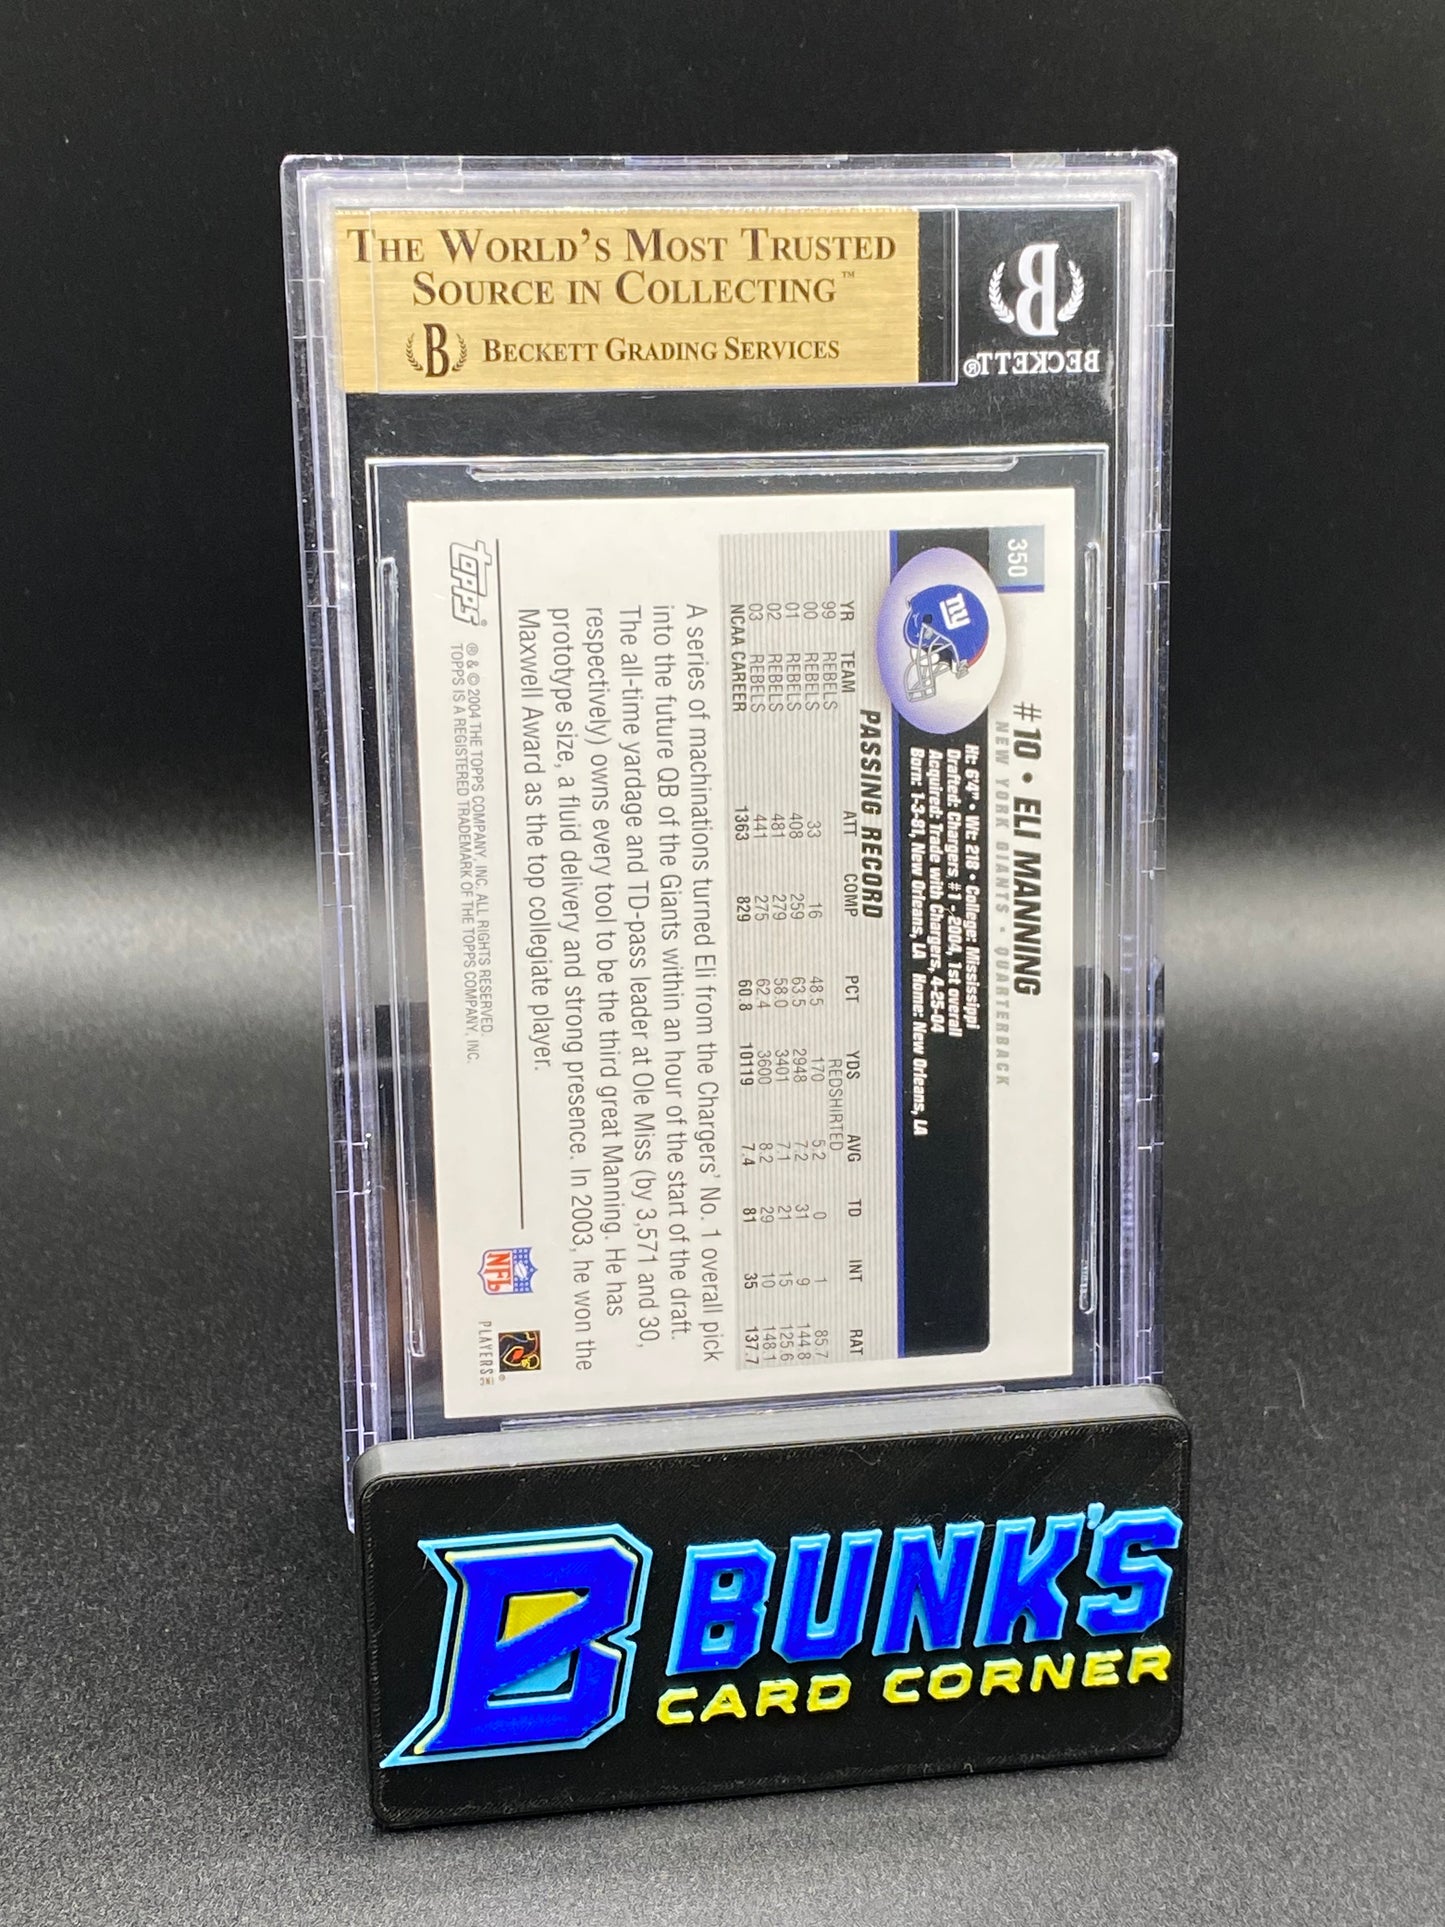 THE WORLD'S MOST TRUSTED
SOURCE IN COLLECTING™
B BECKETT GRADING SERVICES
B
BECKETT®
350
#10 • ELI MANNING
NEW YORK GIANTS • QUARTERBACK
Ht: 6'4" • Wt: 218 • College: Mississippi
Drafted: Chargers #1 - 2004, 1st overall
Acquired: Trade with Chargers, 4-25-04
Born: 1-3-81, New Orleans, LA Home: New Orleans, LA
ny
PASSING RECORD
YR TEAM ATT COMP PCT YDS AVG TD INT RAT
99 REBELS REDSHIRTED
00 REBELS 33 16 48.5 170 5.2 0 1 85.7
01 REBELS 408 259 63.5 2948 7.2 31 9 144.8
02 REBELS 481 279 58.0 3401 7.1 21 15 125.6
03 REBELS 441 275 62.4 3600 8.2 29 10 148.1
NCAA CAREER 1363 829 60.8 10119 7.4 81 35 137.7
A series of machinations turned Eli from the Chargers' No. 1 overall pick
into the future QB of the Giants within an hour of the start of the draft.
The all-time yardage and TD-pass leader at Ole Miss (by 3,571 and 30,
respectively) owns every tool to be the third great Manning. He has
prototype size, a fluid delivery and strong presence. In 2003, he won the
Maxwell Award as the top collegiate player.
topps®
® & © 2004 THE TOPPS COMPANY, INC. ALL RIGHTS RESERVED.
TOPPS IS A REGISTERED TRADEMARK OF THE TOPPS COMPANY, INC.
NFL
PLAYERS INC
B BUNK'S
CARD CORNER